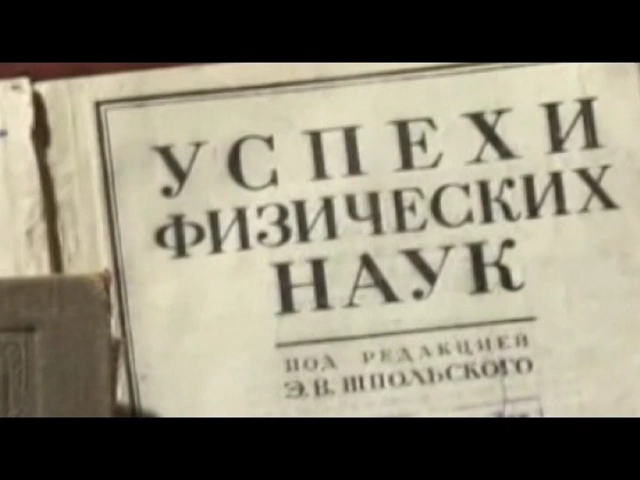 УСПЕХИ
ФИЗИЧЕСКИХ
НАУК
ПОД РЕДАКЦИЕЙ
Э. В. ШПОЛЬСКОГО